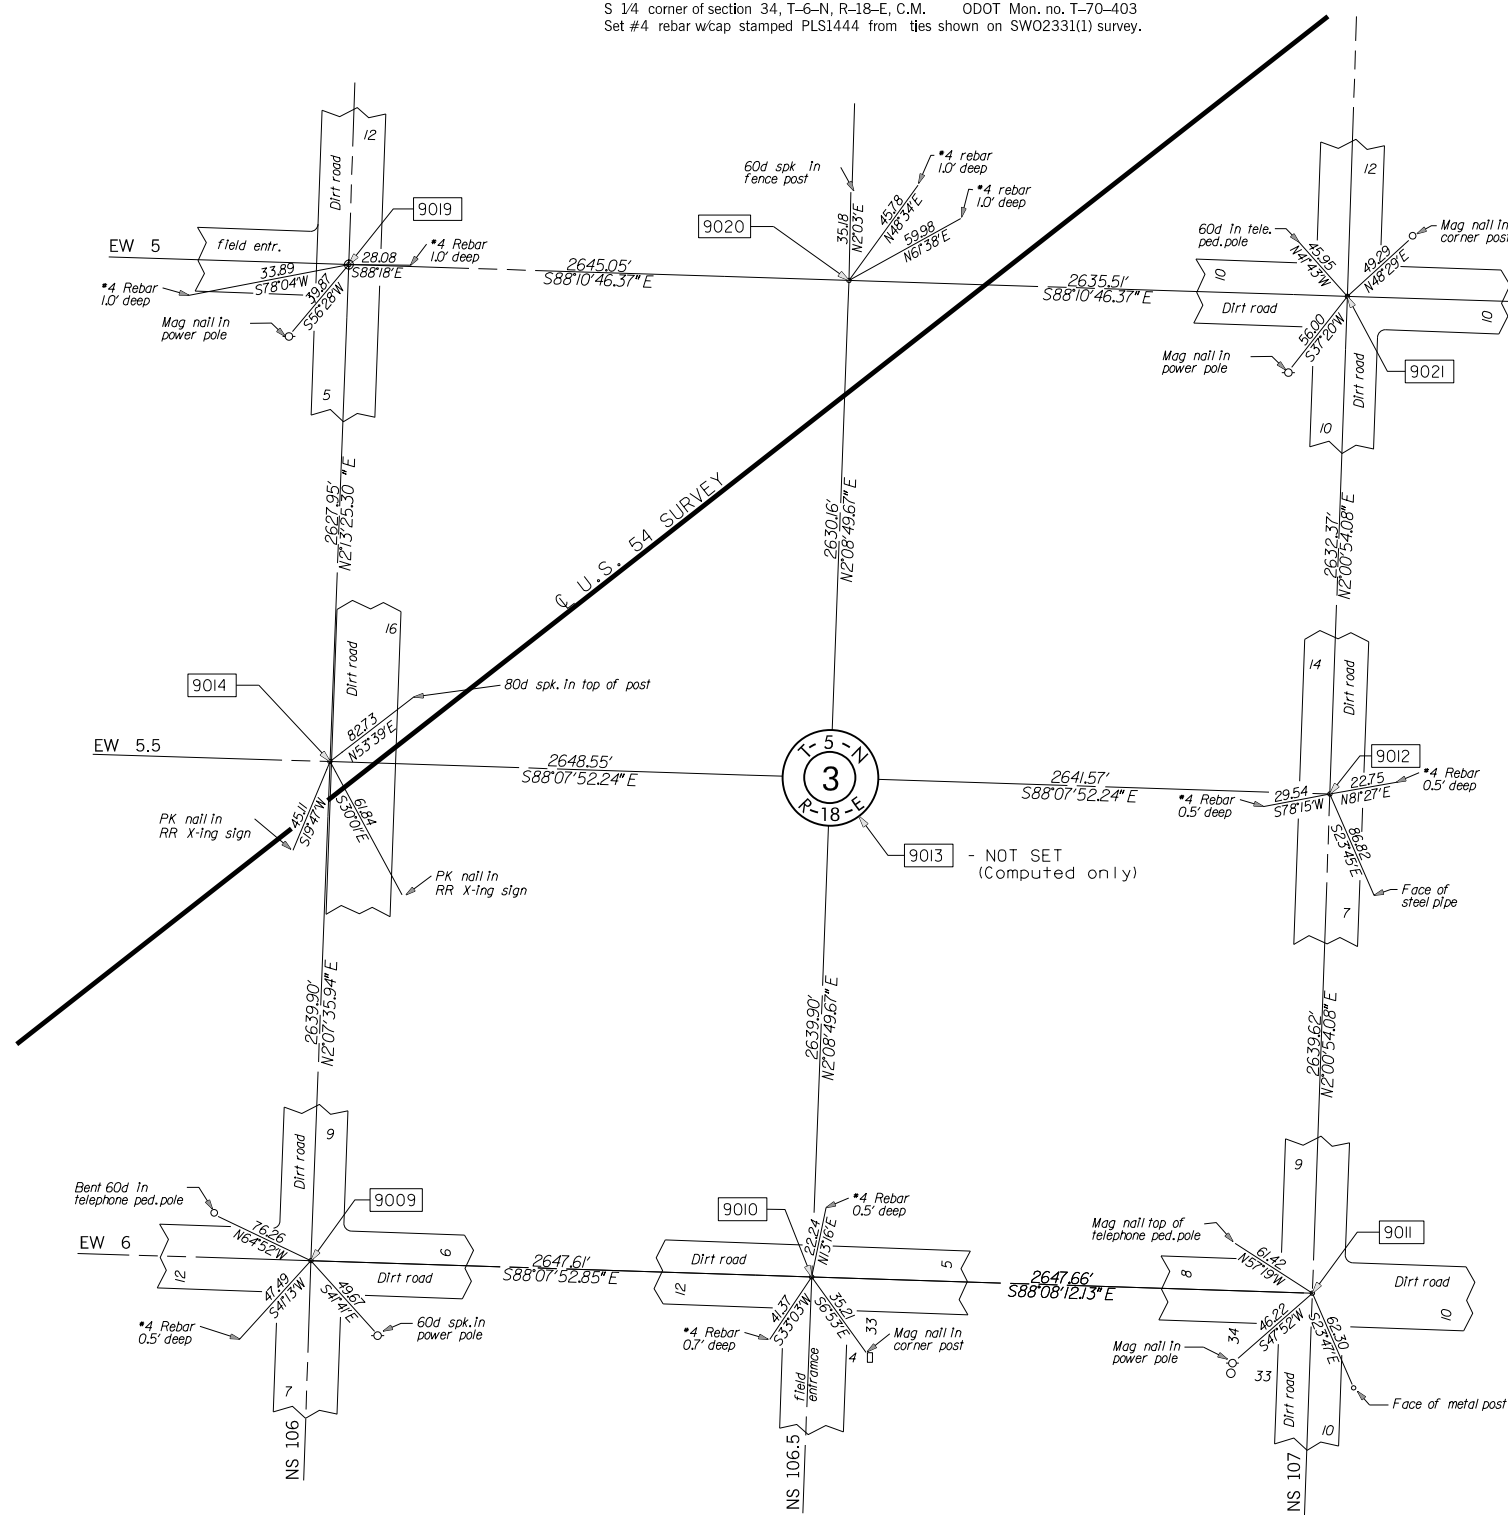 S 1/4 corner of section 34, T-6-N, R-18-E, C.M. ODOT Mon. no. T-70-403
Set #4 rebar w/cap stamped PLS1444 from ties shown on SWO2331(1) survey.
12
Dirt road
9019
EW 5
field entr.
28.08
S88°18'E
*4 Rebar
1.0' deep
33.89
S78°04'W
39.87
S56°28'W
*4 Rebar
1.0' deep
Mag nail in
power pole
5
2645.05'
S88°10'46.37" E
60d spk in
fence post
9020
35.18
N2°03'E
45.78
N48°34'E
*4 rebar
1.0' deep
59.98
N61°38'E
*4 rebar
1.0' deep
2635.51'
S88°10'46.37" E
12
60d in tele.
ped.pole
45.95
N41°43'W
49.29
N48°29'E
Mag nail in
corner post
10
Dirt road
10
56.00
S37°20'W
Mag nail in
power pole
Dirt road
9021
10
2627.95'
N2°13'25.30 " E
℄ U.S. 54 SURVEY
2630.16'
N2°08'49.67" E
2632.37'
N2°00'54.08" E
16
Dirt road
9014
82.73
N53°39'E
80d spk. in top of post
EW 5.5
2648.55'
S88°07'52.24" E
45.11
S19°47'W
61.84
S30°01'E
PK nail in
RR X-ing sign
PK nail in
RR X-ing sign
T-5-N
3
R-18-E
9013 - NOT SET
(Computed only)
2641.57'
S88°07'52.24" E
14
Dirt road
9012
29.54
S78°15'W
22.75
N81°27'E
*4 Rebar
0.5' deep
*4 Rebar
0.5' deep
86.82
S23°45'E
Face of
steel pipe
7
2639.90'
N2°07'35.94" E
2639.90'
N2°08'49.67" E
2639.62'
N2°00'54.08" E
9
Dirt road
Bent 60d in
telephone ped.pole
9009
76.26
N64°52'W
EW 6
12
6
Dirt road
47.49
S41°13'W
49.67
S41°41'E
*4 Rebar
0.5' deep
60d spk. in
power pole
7
NS 106
2647.61'
S88°07'52.85" E
9010
22.24
N13°16'E
*4 Rebar
0.5' deep
Dirt road
12
5
41.37
S33°03'W
35.21
*4 Rebar
0.7' deep
33
4
Mag nail in
corner post
field
entramce
NS 106.5
2647.66'
S88°08'12.13" E
9
Mag nail top of
telephone ped.pole
9011
61.42
N57°19'W
8
Dirt road
10
46.22
S47°52'W
62.30
S23°47'E
34
33
Mag nail in
power pole
Face of metal post
Dirt road
10
NS 107